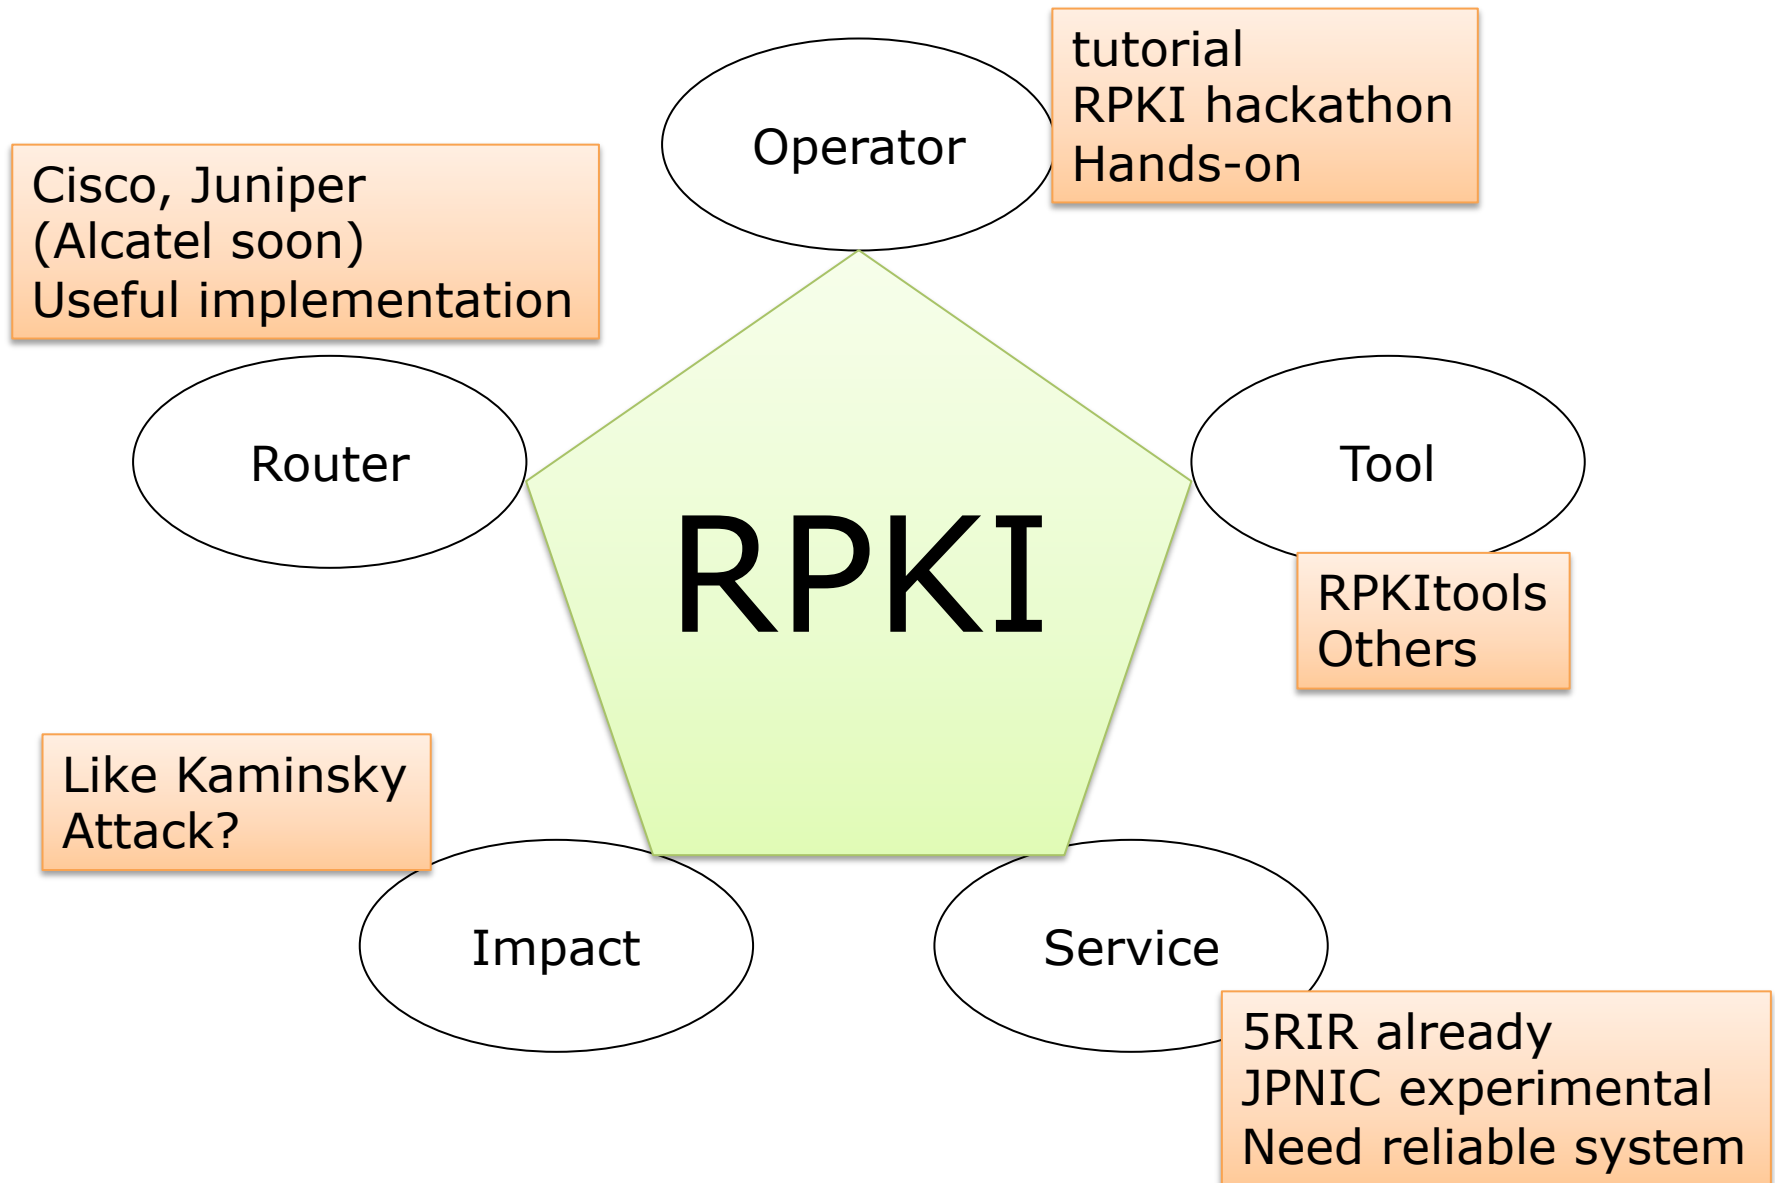 tutorial
RPKI hackathon
Hands-on
Operator
Cisco, Juniper
(Alcatel soon)
Useful implementation
Router
Tool
RPKI
RPKItools
Others
Like Kaminsky
Attack?
Impact
Service
5RIR already
JPNIC experimental
Need reliable system